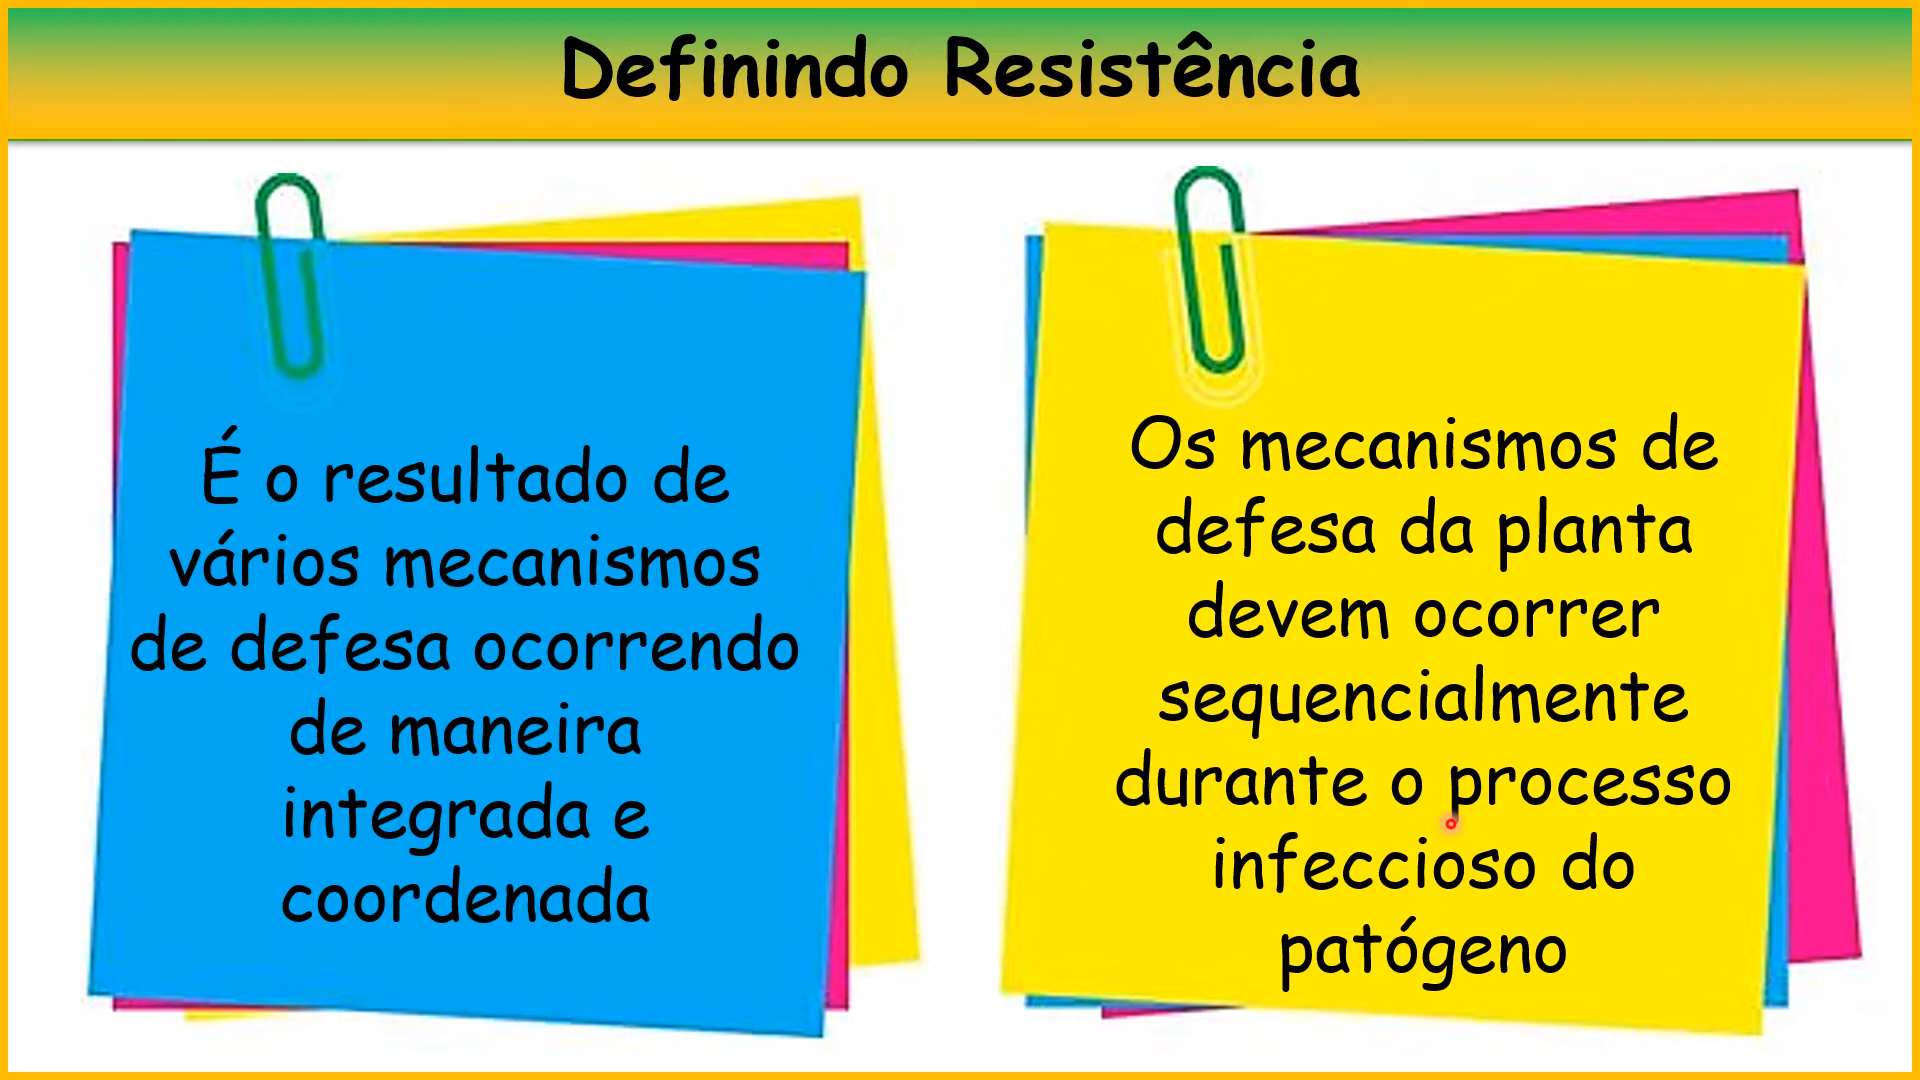 Definindo Resistência
É o resultado de
vários mecanismos
de defesa ocorrendo
de maneira
integrada e
coordenada
Os mecanismos de
defesa da planta
devem ocorrer
sequencialmente
durante o processo
infeccioso do
patógeno